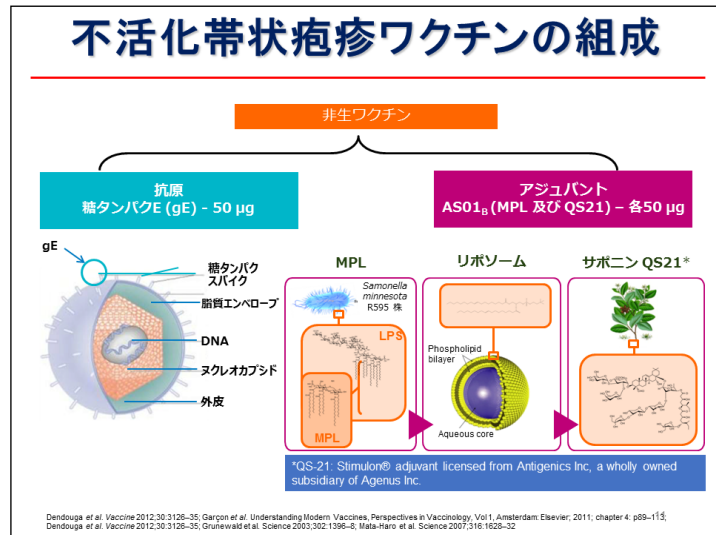 不活化帯状疱疹ワクチンの組成
非生ワクチン
抗原
糖タンパクE (gE) - 50 μg
アジュバント
AS01B (MPL 及び QS21) – 各50 μg
gE
糖タンパク
スパイク
脂質エンベロープ
DNA
ヌクレオカプシド
外皮
MPL
Samonella
minnesota
R595 株
LPS
MPL
リポソーム
Phospholipid
bilayer
Aqueous core
サポニン QS21*
*QS-21: Stimulon® adjuvant licensed from Antigenics Inc, a wholly owned
subsidiary of Agenus Inc.
Dendouga et al. Vaccine 2012;30:3126–35; Garçon et al. Understanding Modern Vaccines, Perspectives in Vaccinology, Vol 1, Amsterdam: Elsevier; 2011; chapter 4: p89–113;
Dendouga et al. Vaccine 2012;30:3126–35; Grunewald et al. Science 2003;302:1396–8; Mata-Haro et al. Science 2007;316:1628–32